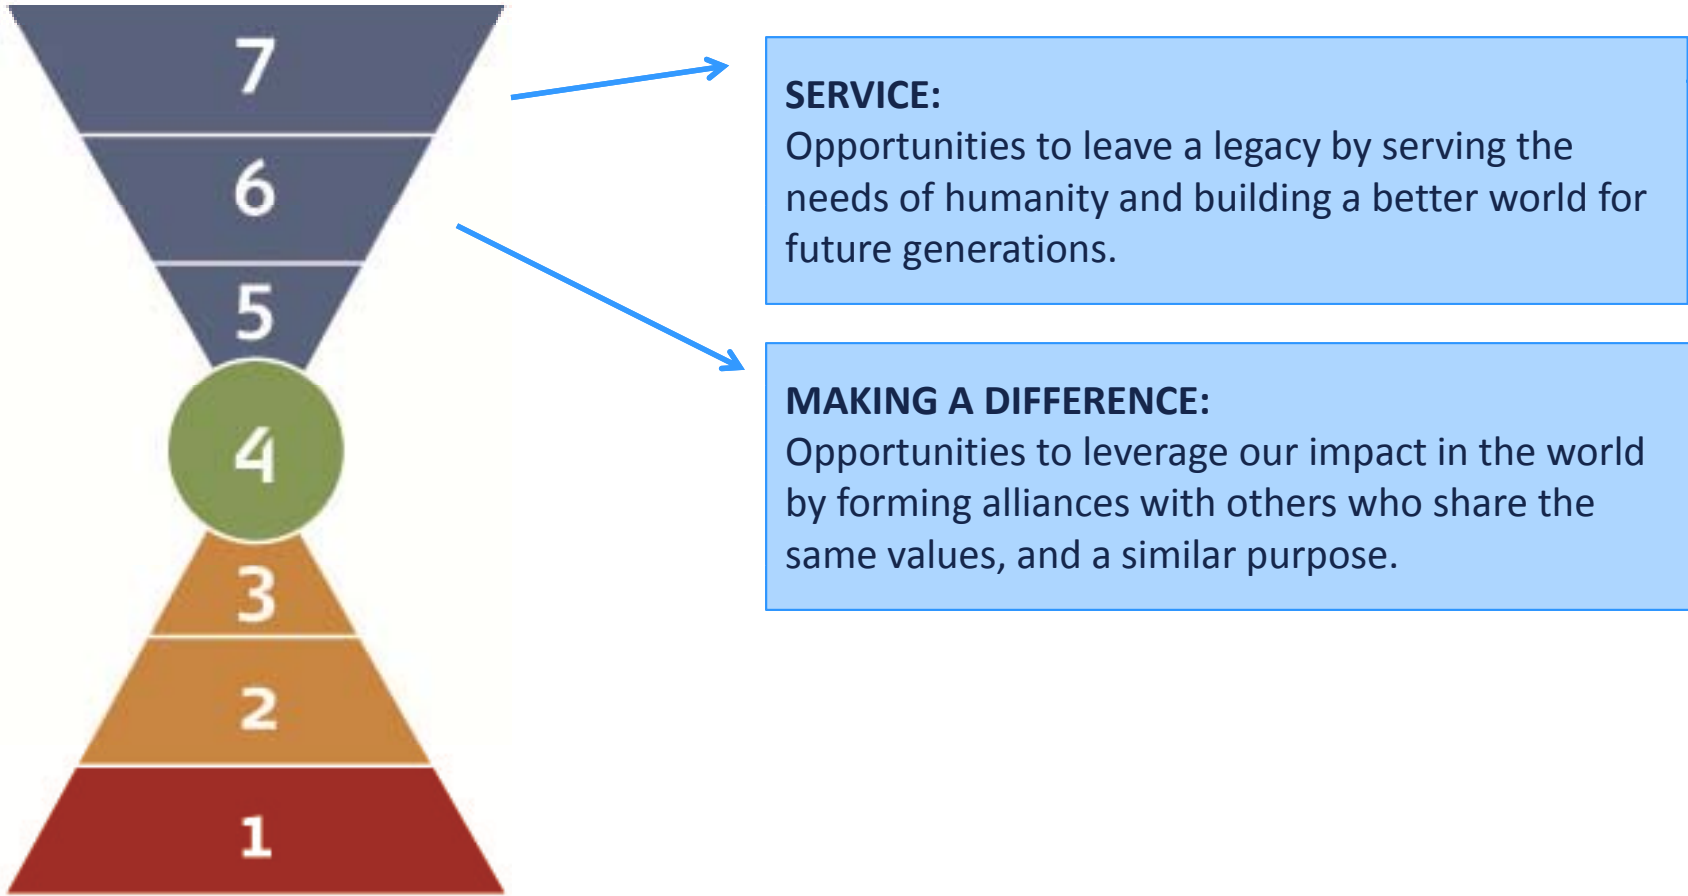 7
6
5
4
3
2
1
SERVICE:
Opportunities to leave a legacy by serving the
needs of humanity and building a better world for
future generations.
MAKING A DIFFERENCE:
Opportunities to leverage our impact in the world
by forming alliances with others who share the
same values, and a similar purpose.